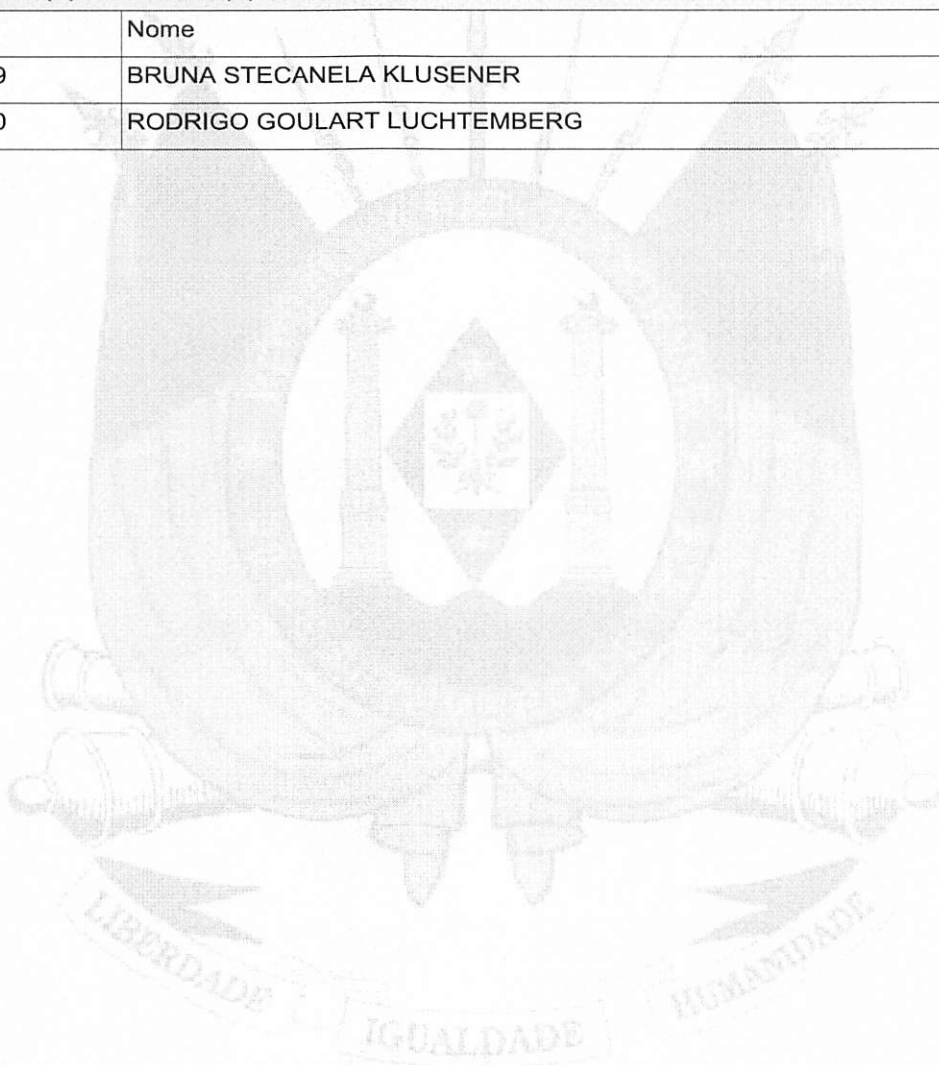 Nome
9 BRUNA STECANELA KLUSENER
0 RODRIGO GOULART LUCHTEMBERG
LIBERDADE IGUALDADE HUMANIDADE